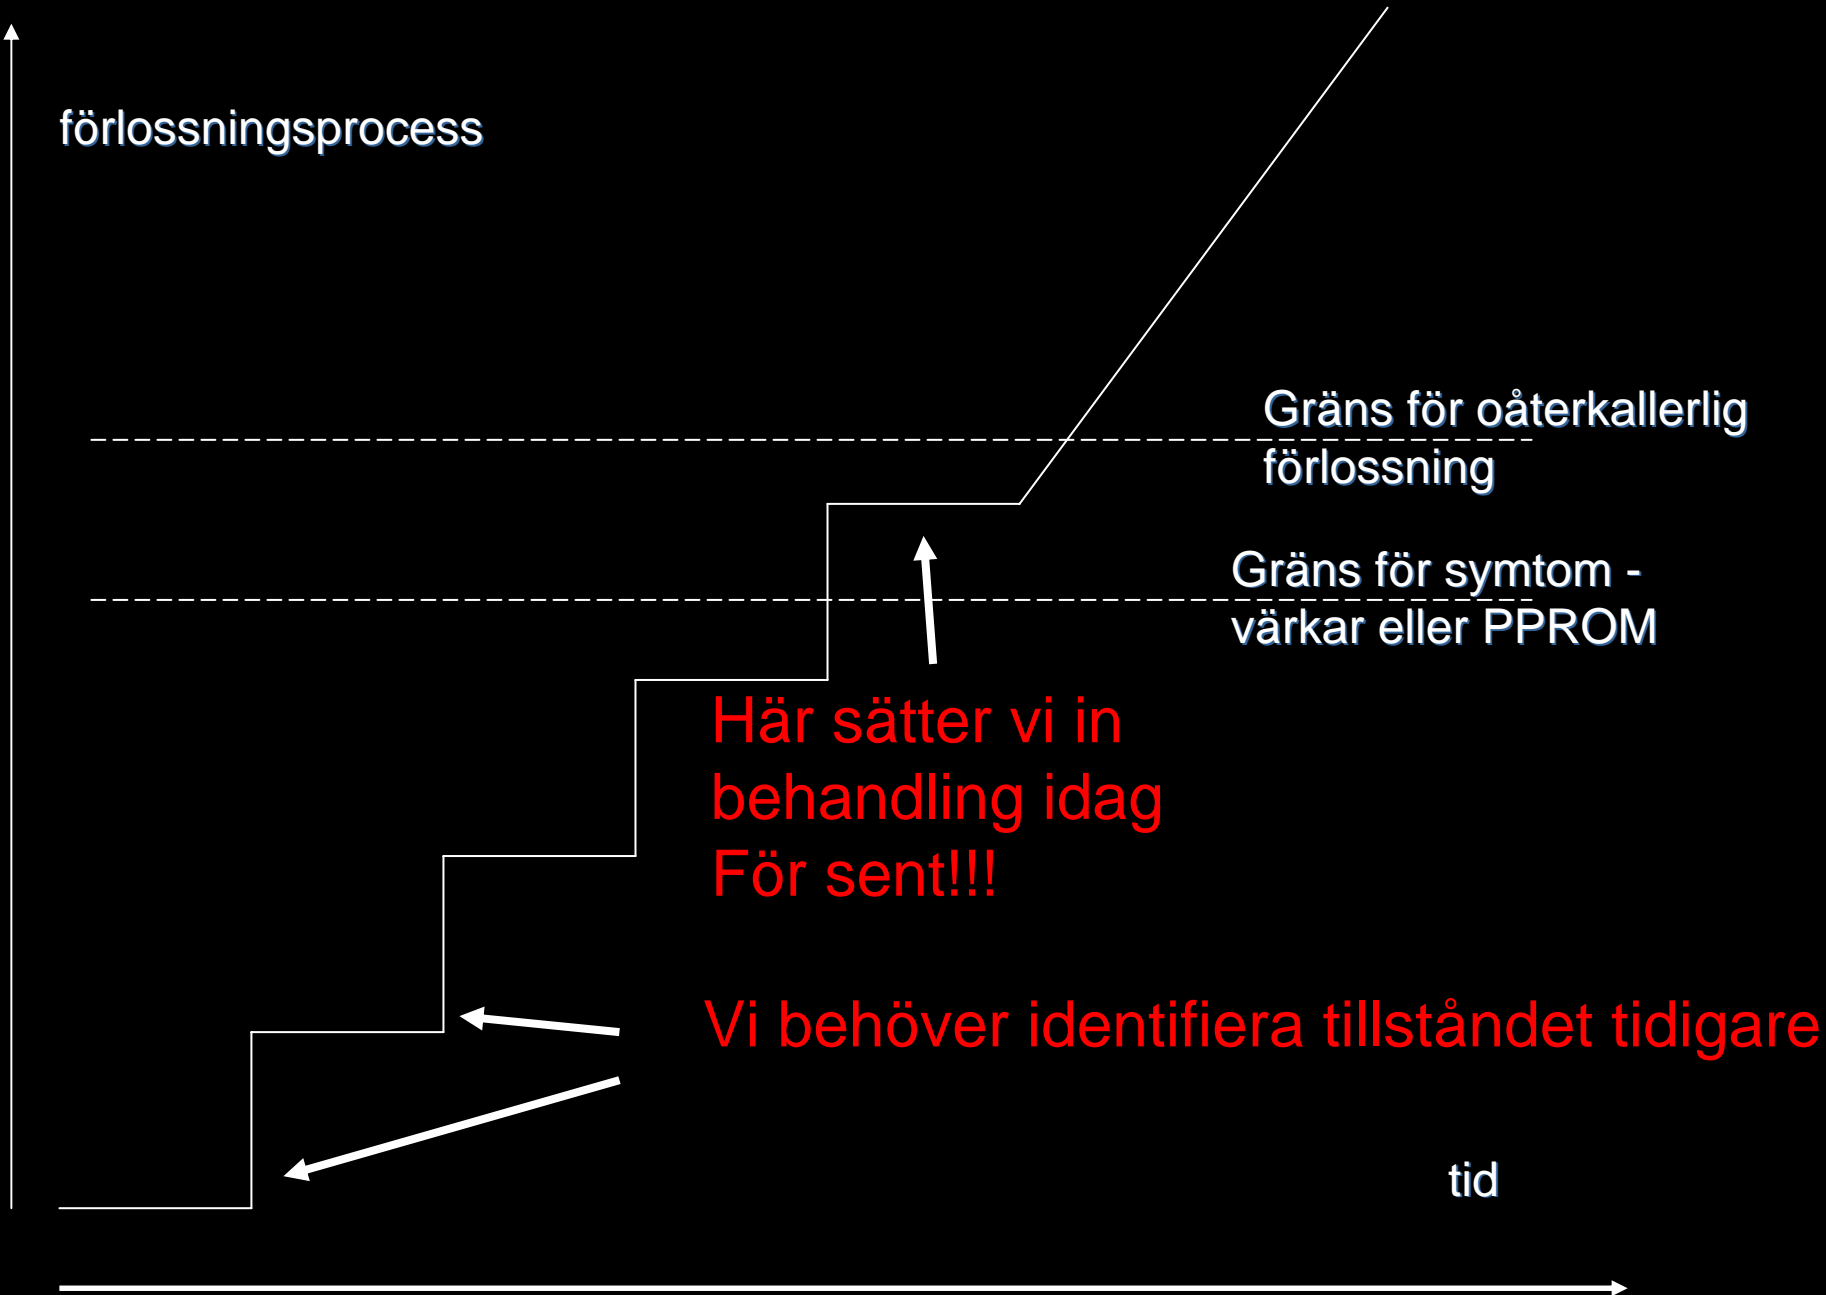 förlossningsprocess
Gräns för oåterkallerlig
förlossning
Gräns för symtom -
värkar eller PPROM
Här sätter vi in
behandling idag
För sent!!!
Vi behöver identifiera tillståndet tidigare
tid